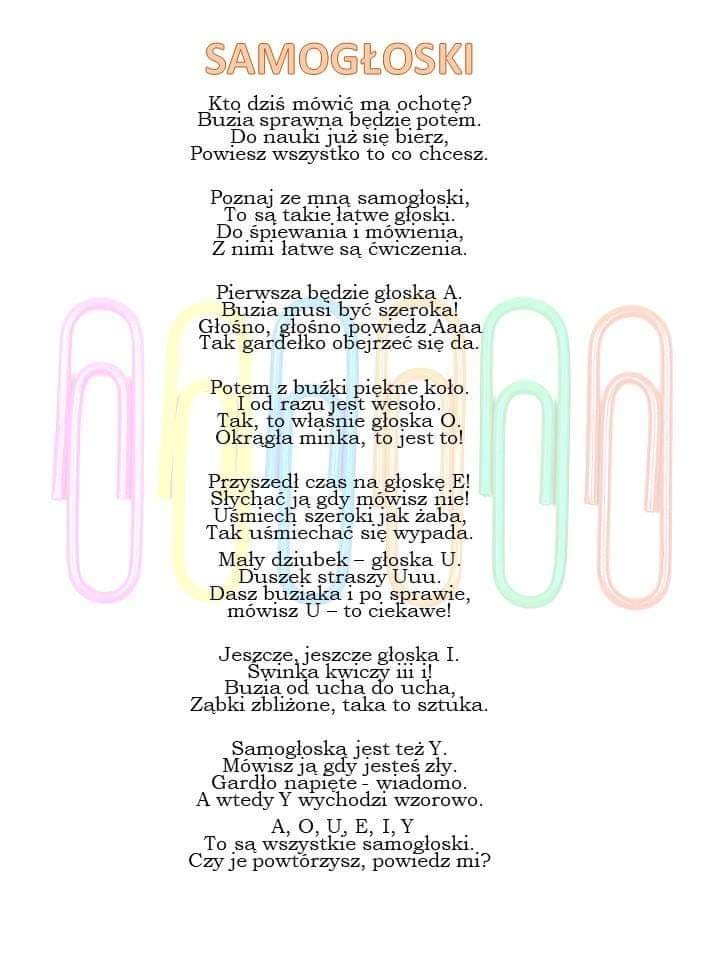 SAMOGŁOSKI
Kto dziś mówić ma ochotę?
Buzia sprawna będzie potem.
Do nauki już się bierz,
Powiesz wszystko to co chcesz.
Poznaj ze mną samogłoski,
To są takie łatwe głoski.
Do śpiewania i mówienia,
Z nimi łatwe są ćwiczenia.
Pierwsza będzie głoska A.
Buzia musi być szeroka!
Głośno, głośno powiedz Aaaa
Tak gardełko obejrzeć się da.
Potem z buźki piękne koło.
I od razu jest wesoło.
Tak, to właśnie głoska O.
Okrągła minka, to jest to!
Przyszedł czas na głoskę E!
Słychać ją gdy mówisz nie!
Uśmiech szeroki jak żaba,
Tak uśmiechać się wypada.
Mały dziubek – głoska U.
Duszek straszy Uuu.
Dasz buziaka i po sprawie,
mówisz U – to ciekawe!
Jeszcze, jeszcze głoska I.
Świnka kwiczy iii i!
Buzia od ucha do ucha,
Ząbki zbliżone, taka to sztuka.
Samogłoską jest też Y.
Mówisz ją gdy jesteś zły.
Gardło napięte - wiadomo.
A wtedy Y wychodzi wzorowo.
A, O, U, E, I, Y
To są wszystkie samogłoski.
Czy je powtórzysz, powiedz mi?